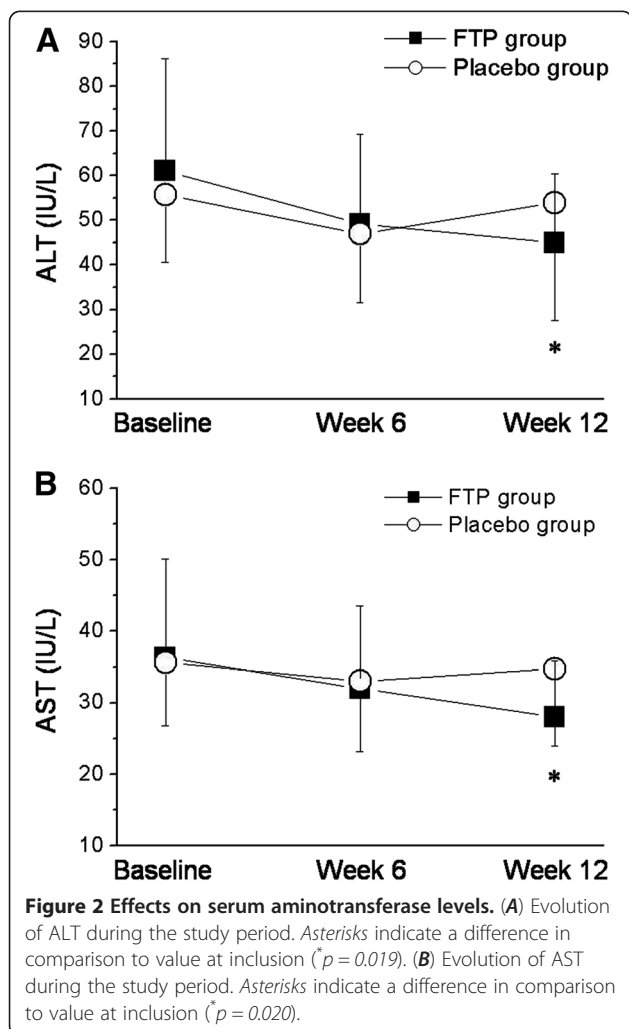 A
FTP group
Placebo group
90
80
70
60
50
40
30
20
10
ALT (IU/L)
*
Baseline Week 6 Week 12
B
FTP group
Placebo group
60
50
40
30
20
10
AST (IU/L)
*
Baseline Week 6 Week 12
Figure 2 Effects on serum aminotransferase levels. (A) Evolution
of ALT during the study period. Asterisks indicate a difference in
comparison to value at inclusion (*p = 0.019). (B) Evolution of AST
during the study period. Asterisks indicate a difference in comparison
to value at inclusion (*p = 0.020).